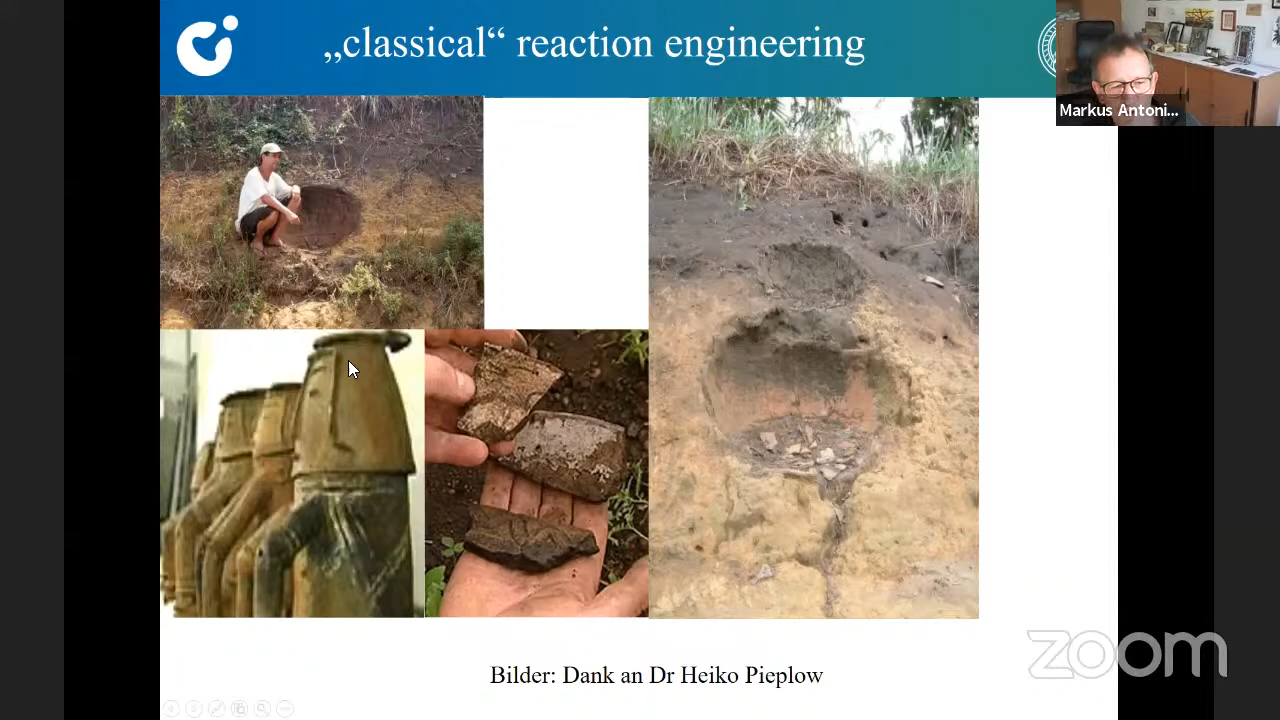 „classical“ reaction engineering
Markus Antoni...
Bilder: Dank an Dr Heiko Pieplow
zoom